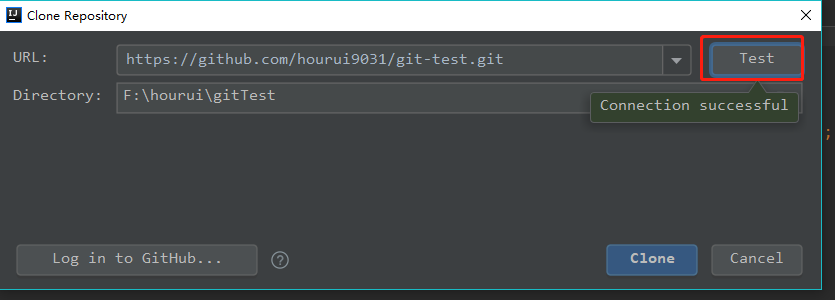 Clone Repository
URL: https://github.com/hourui9031/git-test.git Test
Directory: F:\hourui\gitTest
Connection successful
;
Log in to GitHub... ? Clone Cancel